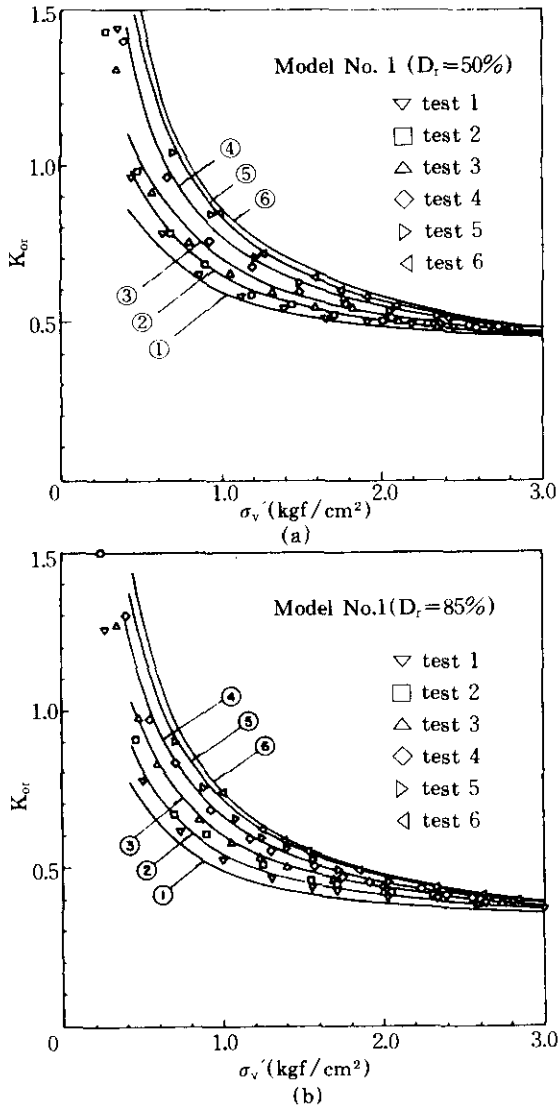 1.5
Model No. 1 (Dr=50%)
▽ test 1
□ test 2
△ test 3
◇ test 4
▷ test 5
◁ test 6
1.0
④
⑤
⑥
Kor
③
②
①
0.5
0
1.0
2.0
3.0
σv′(kgf/cm²)
(a)
1.5
Model No.1(Dr=85%)
▽ test 1
□ test 2
△ test 3
◇ test 4
▷ test 5
◁ test 6
1.0
④
⑤
⑥
Kor
③
②
①
0.5
0
1.0
2.0
3.0
σv′(kgf/cm²)
(b)